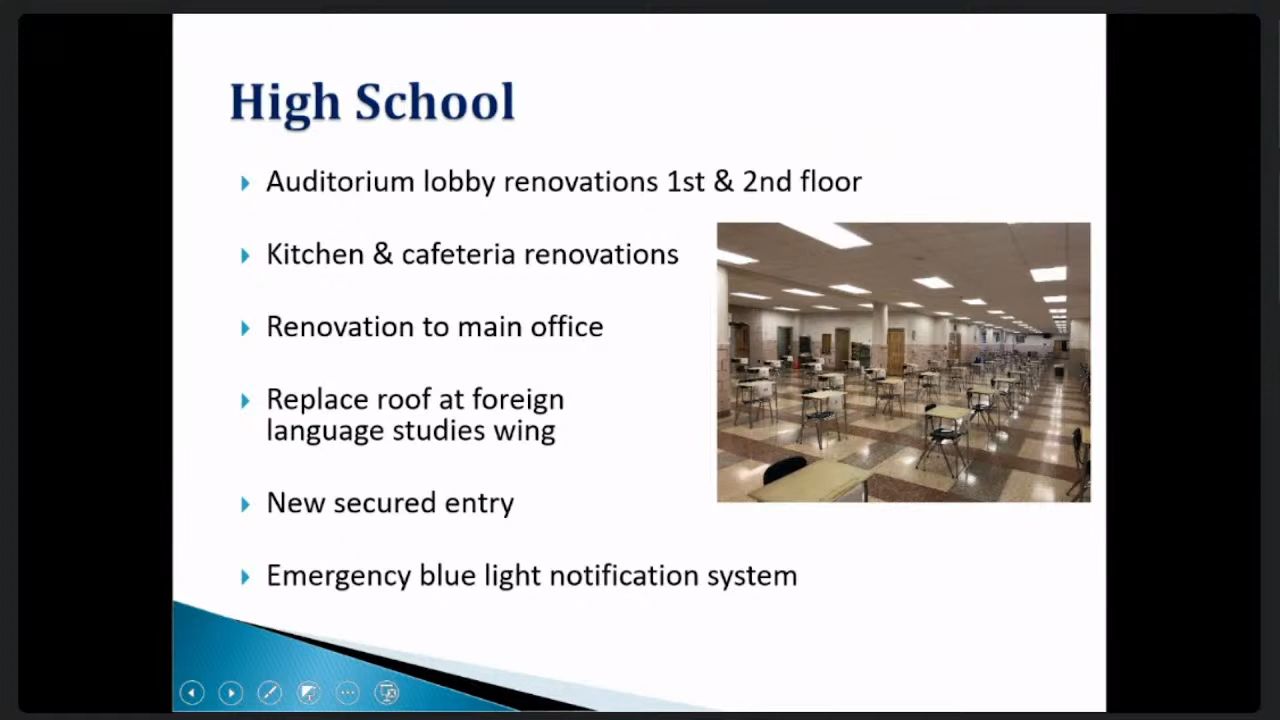 High School
Auditorium lobby renovations 1st & 2nd floor
Kitchen & cafeteria renovations
Renovation to main office
Replace roof at foreign
language studies wing
New secured entry
Emergency blue light notification system